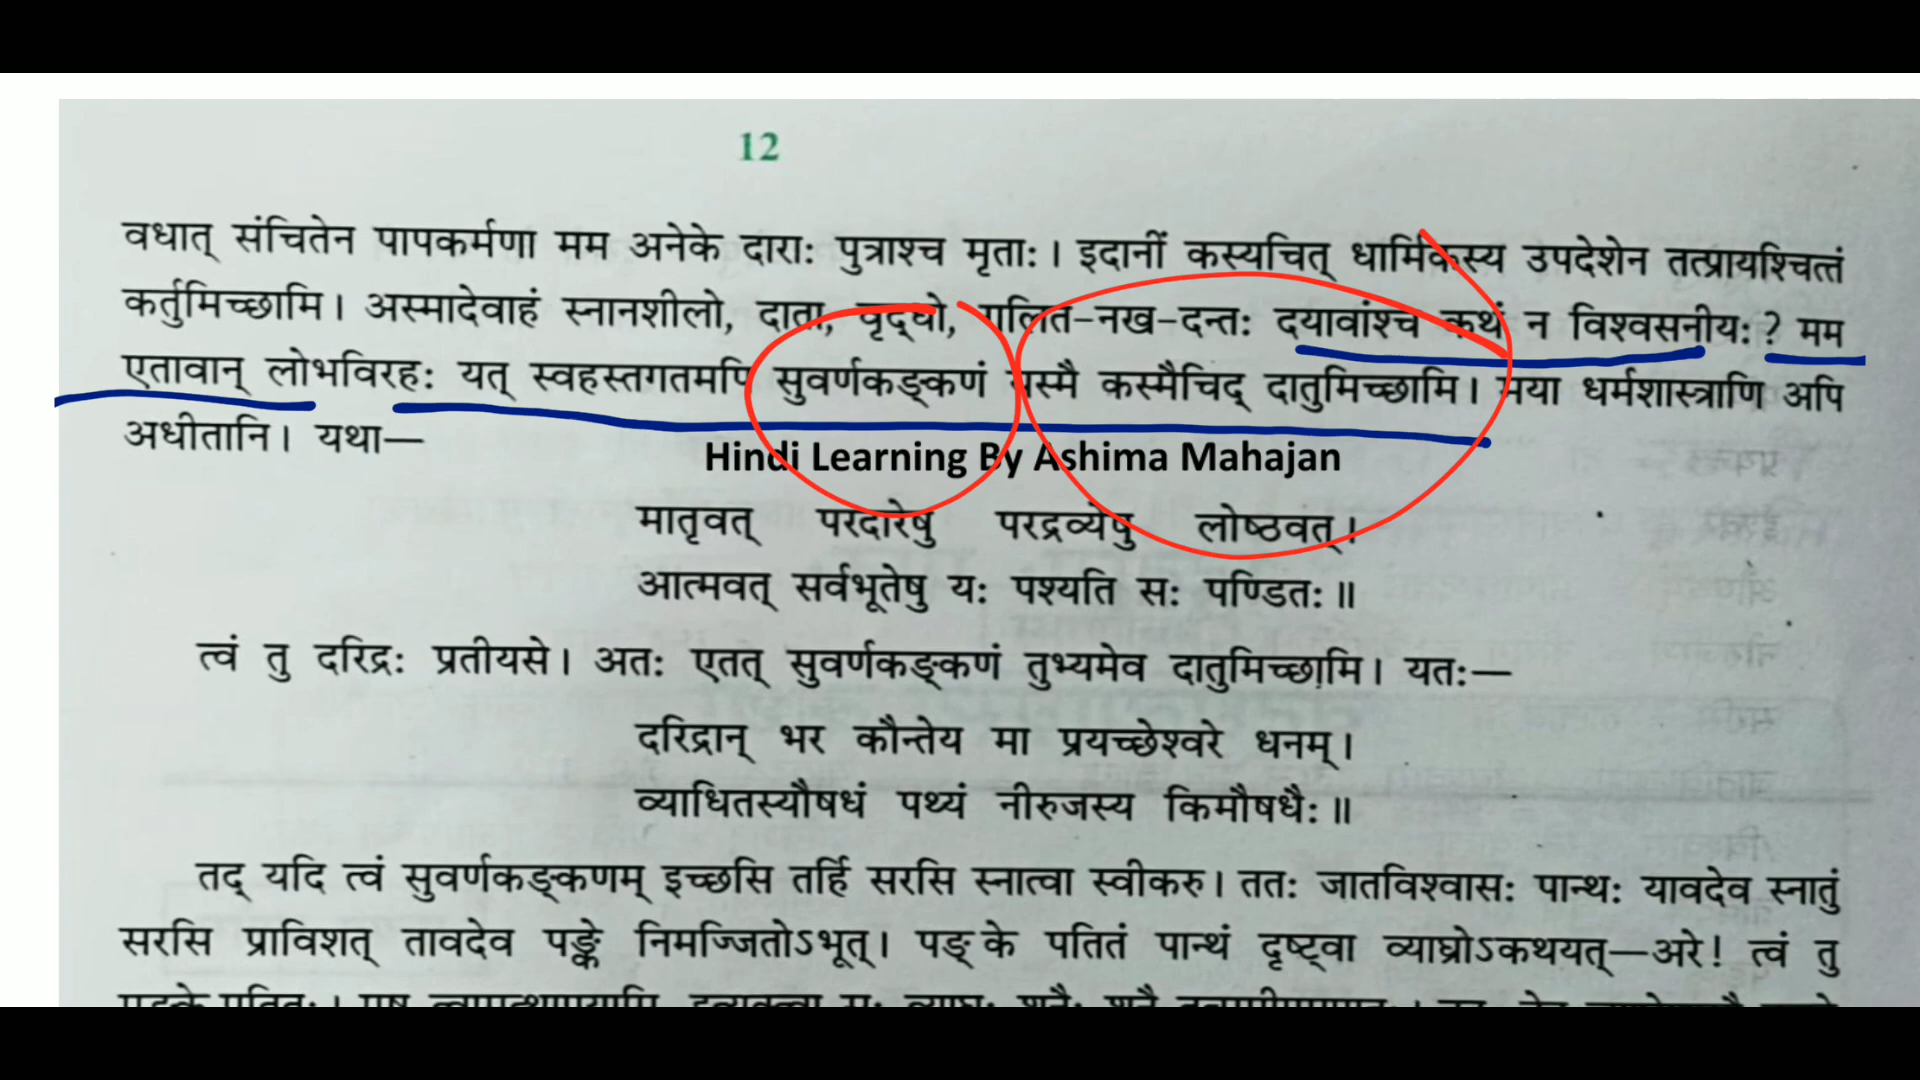 12
वधात् संचितेन पापकर्मणा मम अनेके दाराः पुत्राश्च मृताः। इदानीं कस्यचित् धार्मिकस्य उपदेशेन तत्प्रायश्चित्तं
कर्तुमिच्छामि। अस्मादेवाहं स्नानशीलो, दाता, वृद्धो, गलित-नख-दन्तः दयावांश्च कथं न विश्वसनीयः? मम
एतावान् लोभविरहः यत् स्वहस्तगतमपि सुवर्णकङ्कणं यस्मै कस्मैचिद् दातुमिच्छामि। मया धर्मशास्त्राणि अपि
अधीतानि। यथा—
Hindi Learning By Ashima Mahajan
मातृवत् परदारेषु परद्रव्येषु लोष्ठवत्।
आत्मवत् सर्वभूतेषु यः पश्यति सः पण्डितः॥
त्वं तु दरिद्रः प्रतीयसे। अतः एतत् सुवर्णकङ्कणं तुभ्यमेव दातुमिच्छामि। यतः—
दरिद्रान् भर कौन्तेय मा प्रयच्छेश्वरे धनम्।
व्याधितस्यौषधं पथ्यं नीरुजस्य किमौषधैः॥
तद् यदि त्वं सुवर्णकङ्कणम् इच्छसि तर्हि सरसि स्नात्वा स्वीकरु। ततः जातविश्वासः पान्थः यावदेव स्नातुं
सरसि प्राविशत् तावदेव पङ्के निमज्जितोऽभूत्। पङ्के पतितं पान्थं दृष्ट्वा व्याघ्रोऽकथयत्—अरे! त्वं तु